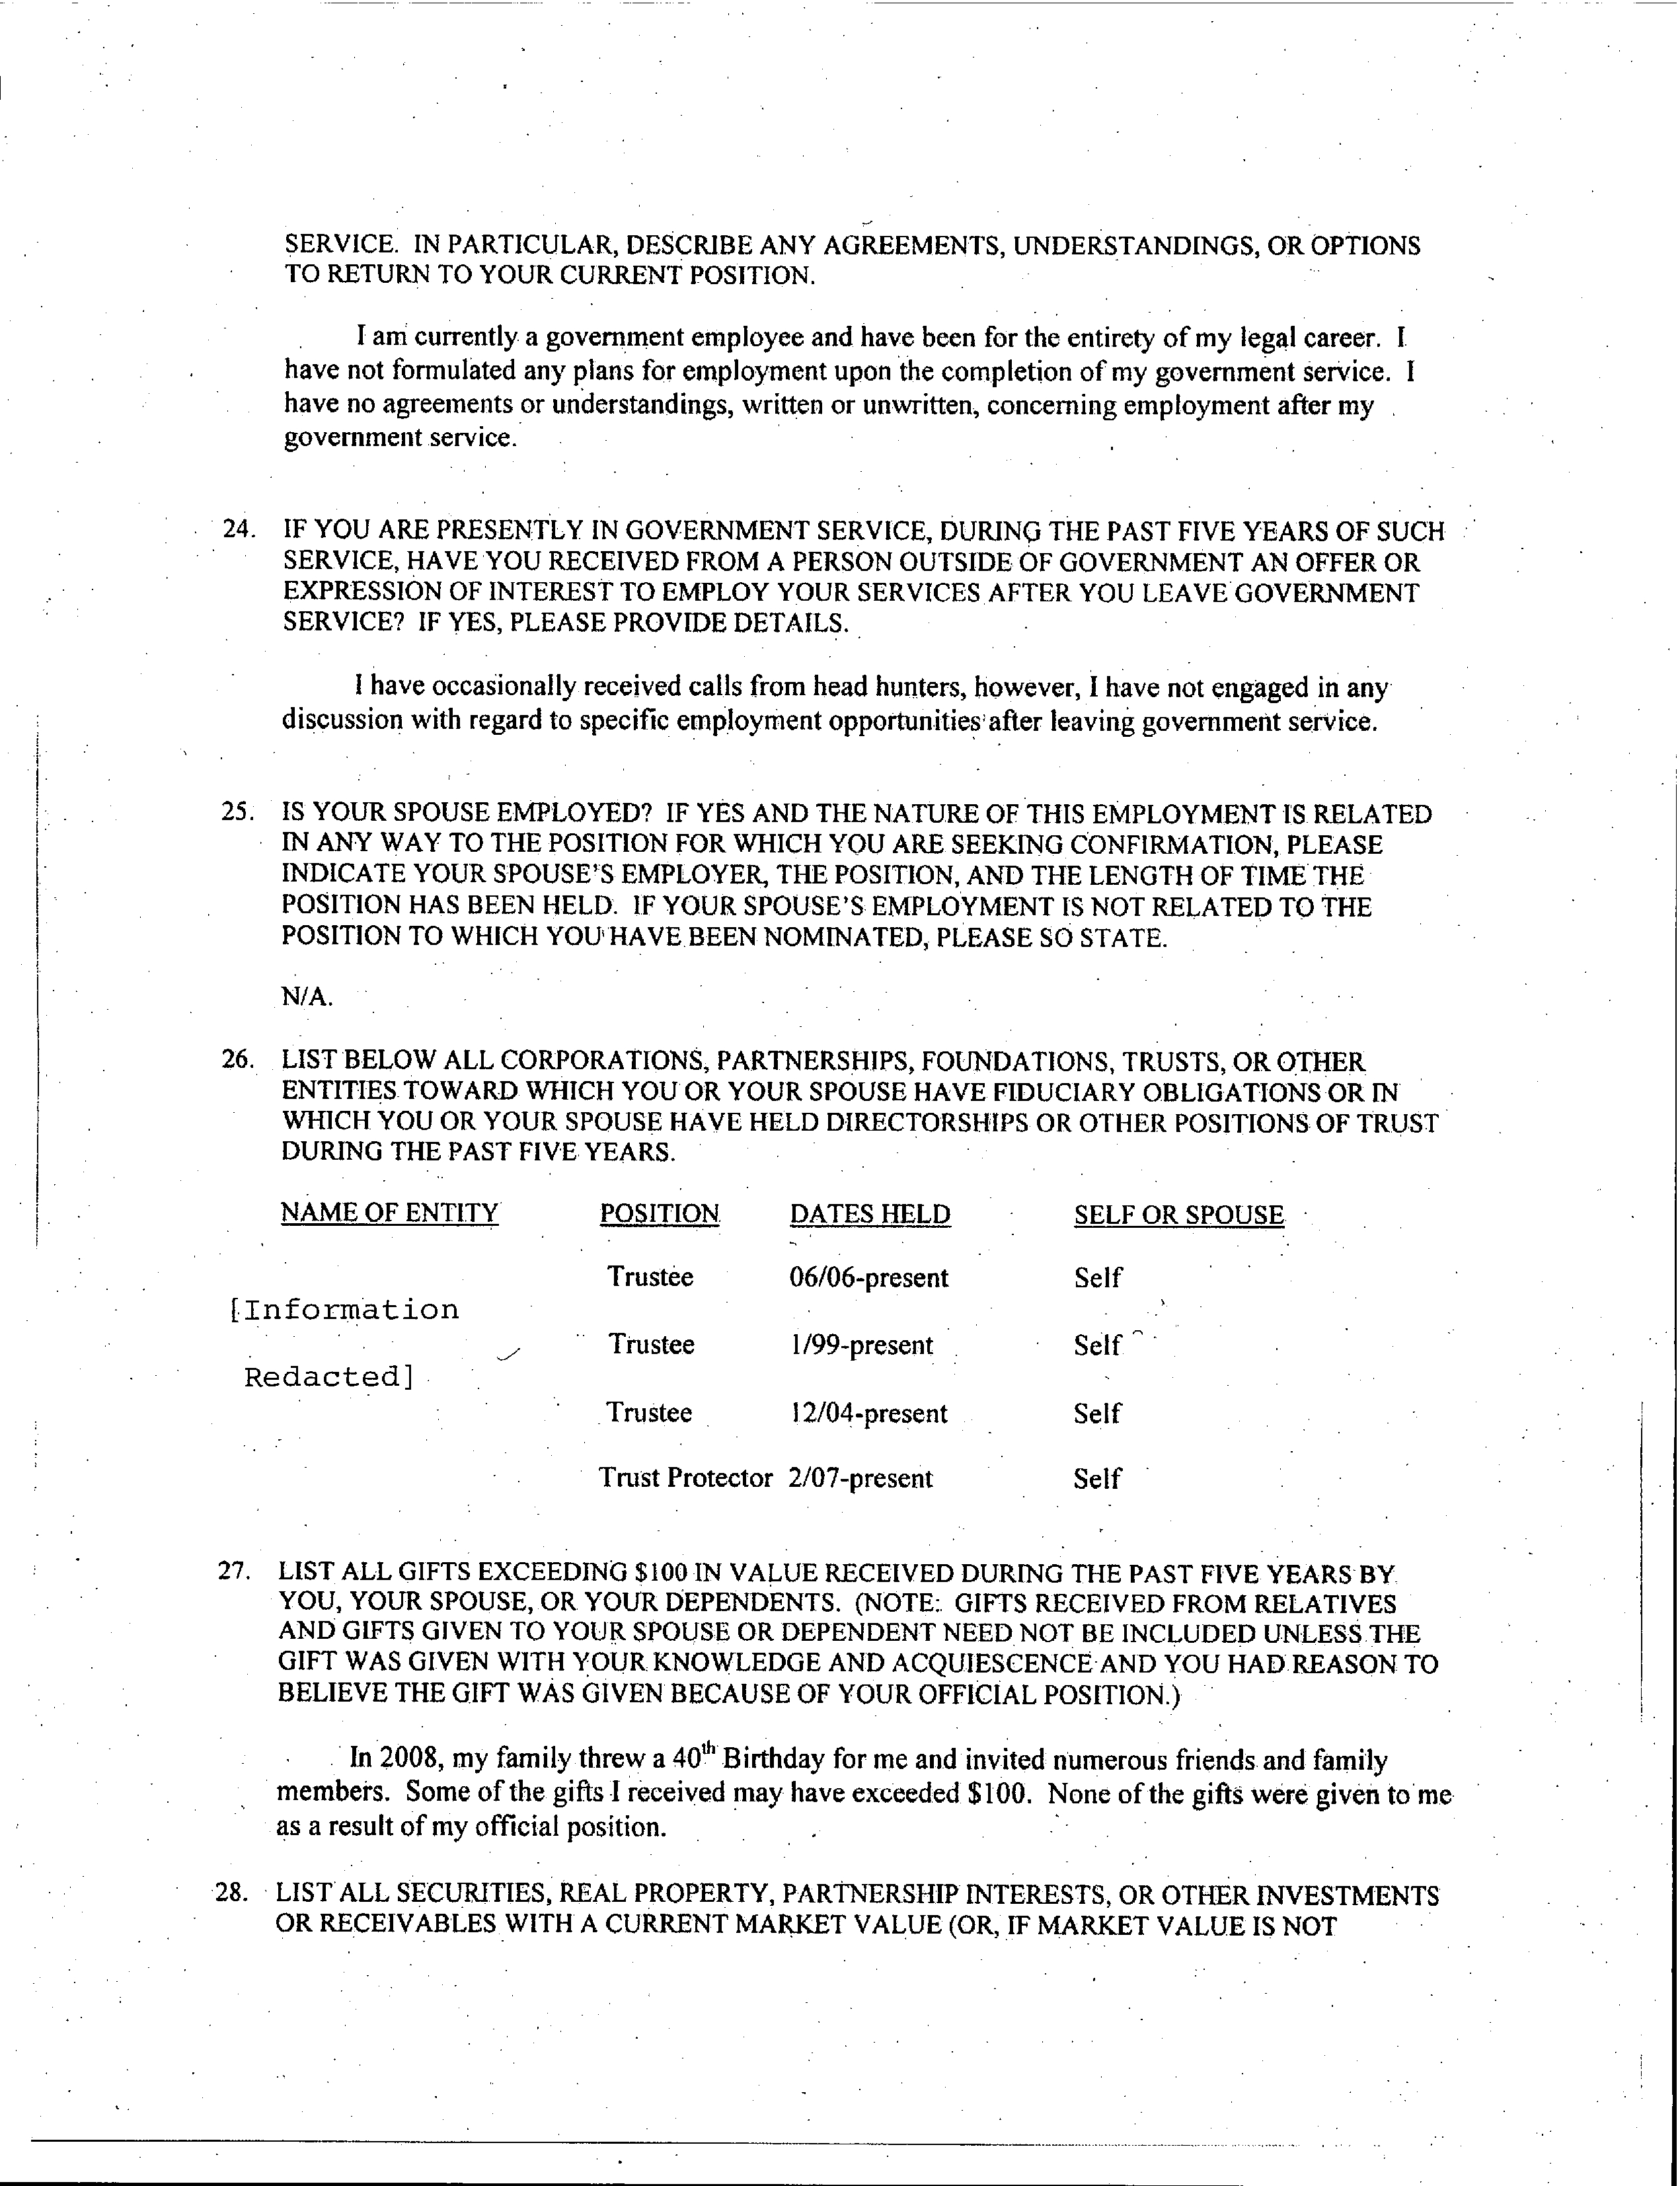 SERVICE. IN PARTICULAR, DESCRIBE ANY AGREEMENTS, UNDERSTANDINGS, OR OPTIONS
TO RETURN TO YOUR CURRENT POSITION.
I am currently a government employee and have been for the entirety of my legal career. I
have not formulated any plans for employment upon the completion of my government service. I
have no agreements or understandings, written or unwritten, concerning employment after my
government service.
24. IF YOU ARE PRESENTLY IN GOVERNMENT SERVICE, DURING THE PAST FIVE YEARS OF SUCH
SERVICE, HAVE YOU RECEIVED FROM A PERSON OUTSIDE OF GOVERNMENT AN OFFER OR
EXPRESSION OF INTEREST TO EMPLOY YOUR SERVICES AFTER YOU LEAVE GOVERNMENT
SERVICE? IF YES, PLEASE PROVIDE DETAILS.
I have occasionally received calls from head hunters, however, I have not engaged in any
discussion with regard to specific employment opportunities after leaving government service.
25. IS YOUR SPOUSE EMPLOYED? IF YES AND THE NATURE OF THIS EMPLOYMENT IS RELATED
IN ANY WAY TO THE POSITION FOR WHICH YOU ARE SEEKING CONFIRMATION, PLEASE
INDICATE YOUR SPOUSE'S EMPLOYER, THE POSITION, AND THE LENGTH OF TIME THE
POSITION HAS BEEN HELD. IF YOUR SPOUSE'S EMPLOYMENT IS NOT RELATED TO THE
POSITION TO WHICH YOU HAVE BEEN NOMINATED, PLEASE SO STATE.
N/A.
26. LIST BELOW ALL CORPORATIONS, PARTNERSHIPS, FOUNDATIONS, TRUSTS, OR OTHER
ENTITIES TOWARD WHICH YOU OR YOUR SPOUSE HAVE FIDUCIARY OBLIGATIONS OR IN
WHICH YOU OR YOUR SPOUSE HAVE HELD DIRECTORSHIPS OR OTHER POSITIONS OF TRUST
DURING THE PAST FIVE YEARS.
NAME OF ENTITY POSITION DATES HELD SELF OR SPOUSE
Trustee 06/06-present Self
[Information
Trustee 1/99-present Self
Redacted]
Trustee 12/04-present Self
Trust Protector 2/07-present Self
27. LIST ALL GIFTS EXCEEDING $100 IN VALUE RECEIVED DURING THE PAST FIVE YEARS BY
YOU, YOUR SPOUSE, OR YOUR DEPENDENTS. (NOTE: GIFTS RECEIVED FROM RELATIVES
AND GIFTS GIVEN TO YOUR SPOUSE OR DEPENDENT NEED NOT BE INCLUDED UNLESS THE
GIFT WAS GIVEN WITH YOUR KNOWLEDGE AND ACQUIESCENCE AND YOU HAD REASON TO
BELIEVE THE GIFT WAS GIVEN BECAUSE OF YOUR OFFICIAL POSITION.)
In 2008, my family threw a 40th Birthday for me and invited numerous friends and family
members. Some of the gifts I received may have exceeded $100. None of the gifts were given to me
as a result of my official position.
28. LIST ALL SECURITIES, REAL PROPERTY, PARTNERSHIP INTERESTS, OR OTHER INVESTMENTS
OR RECEIVABLES WITH A CURRENT MARKET VALUE (OR, IF MARKET VALUE IS NOT